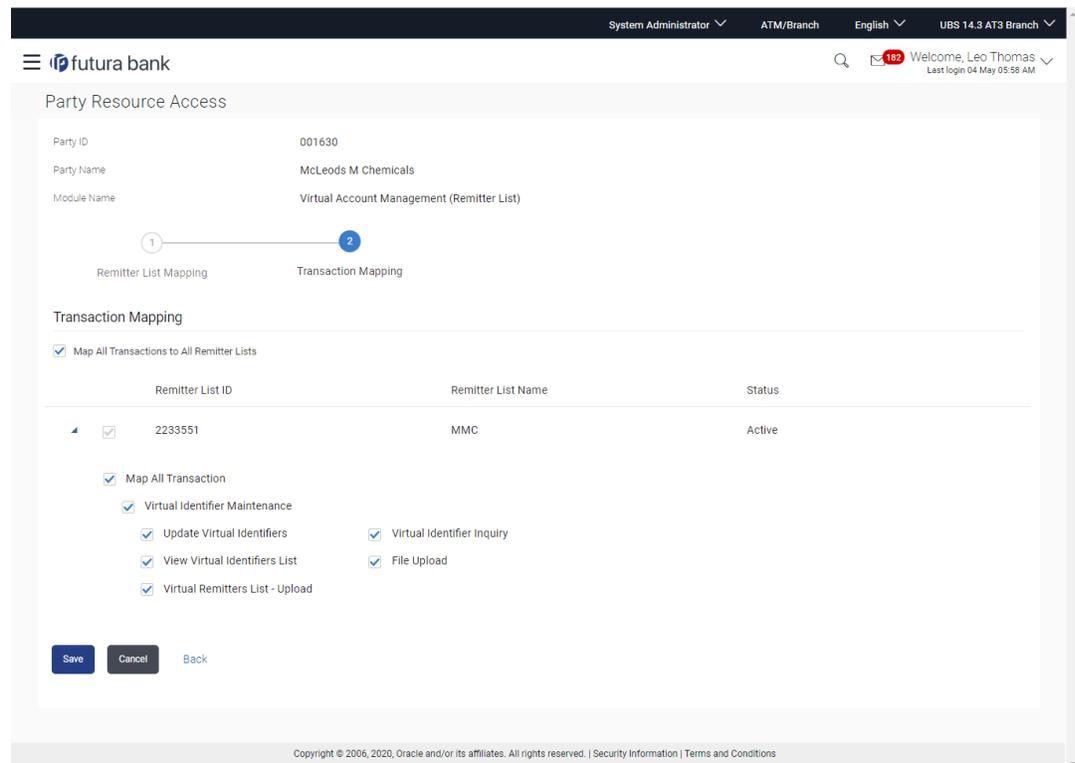 System Administrator ATM/Branch English UBS 14.3 AT3 Branch
futura bank 182 Welcome, Leo Thomas
Last login 04 May 05:58 AM
Party Resource Access
Party ID 001630
Party Name McLeods M Chemicals
Module Name Virtual Account Management (Remitter List)
1 2
Remitter List Mapping Transaction Mapping
Transaction Mapping
Map All Transactions to All Remitter Lists
Remitter List ID Remitter List Name Status
2233551 MMC Active
Map All Transaction
Virtual Identifier Maintenance
Update Virtual Identifiers Virtual Identifier Inquiry
View Virtual Identifiers List File Upload
Virtual Remitters List - Upload
Save Cancel Back
Copyright © 2006, 2020, Oracle and/or its affiliates. All rights reserved. | Security Information | Terms and Conditions